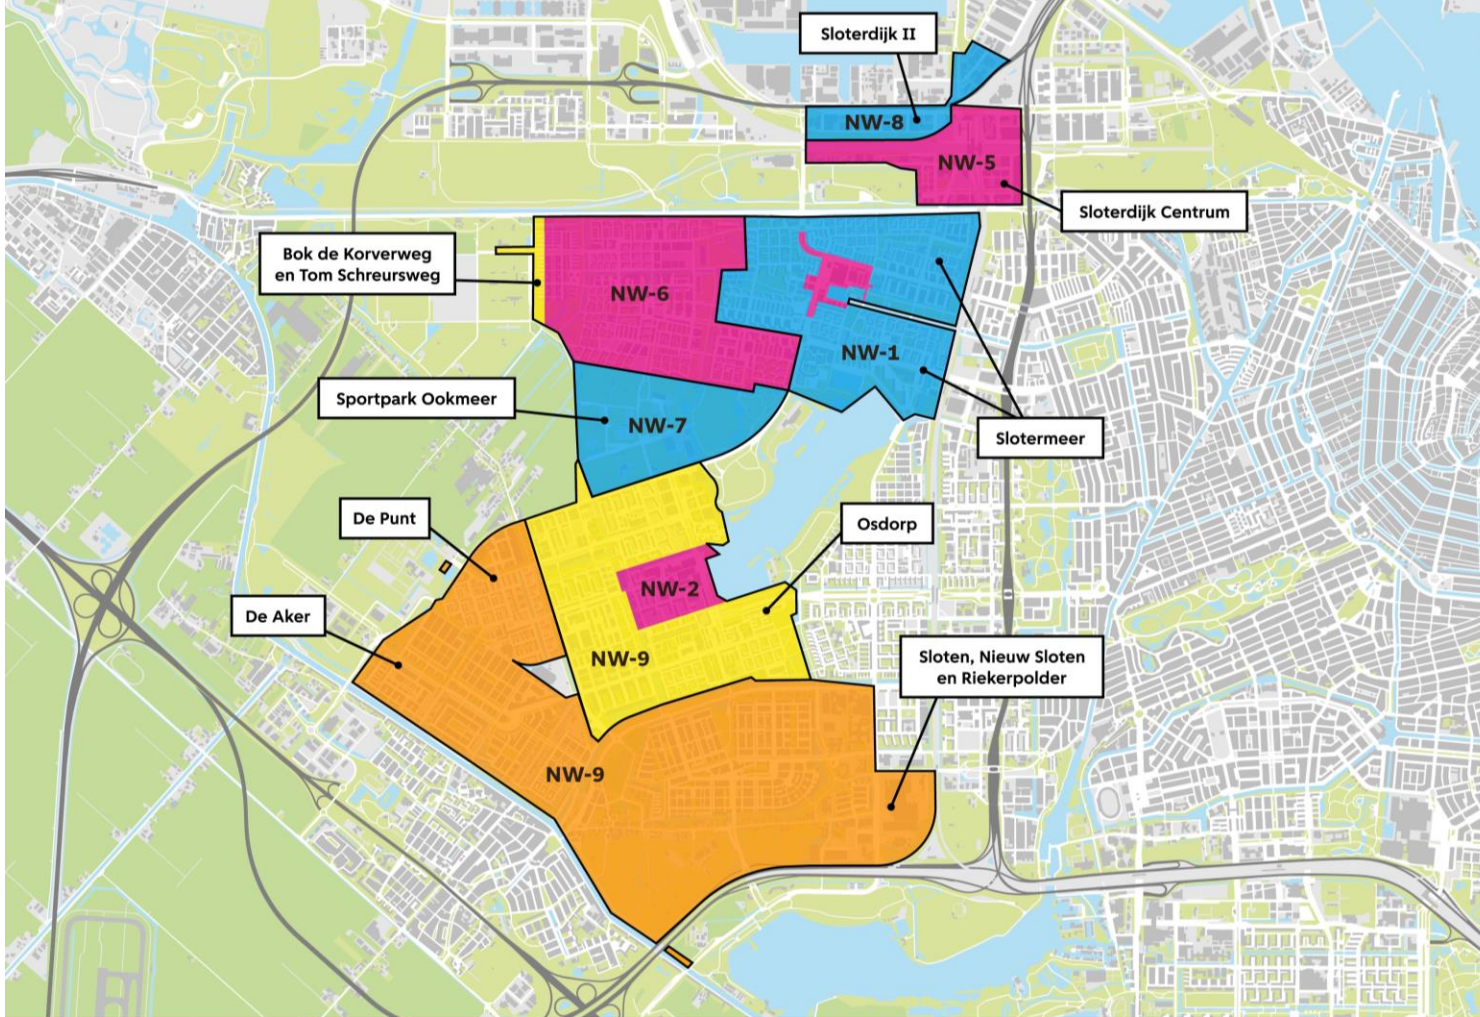 Sloterdijk II
NW-8
NW-5
Sloterdijk Centrum
Bok de Korverweg
en Tom Schreursweg
NW-6
NW-1
Sportpark Ookmeer
NW-7
Slotermeer
De Punt
Osdorp
NW-2
De Aker
NW-9
Sloten, Nieuw Sloten
en Riekerpolder
NW-9